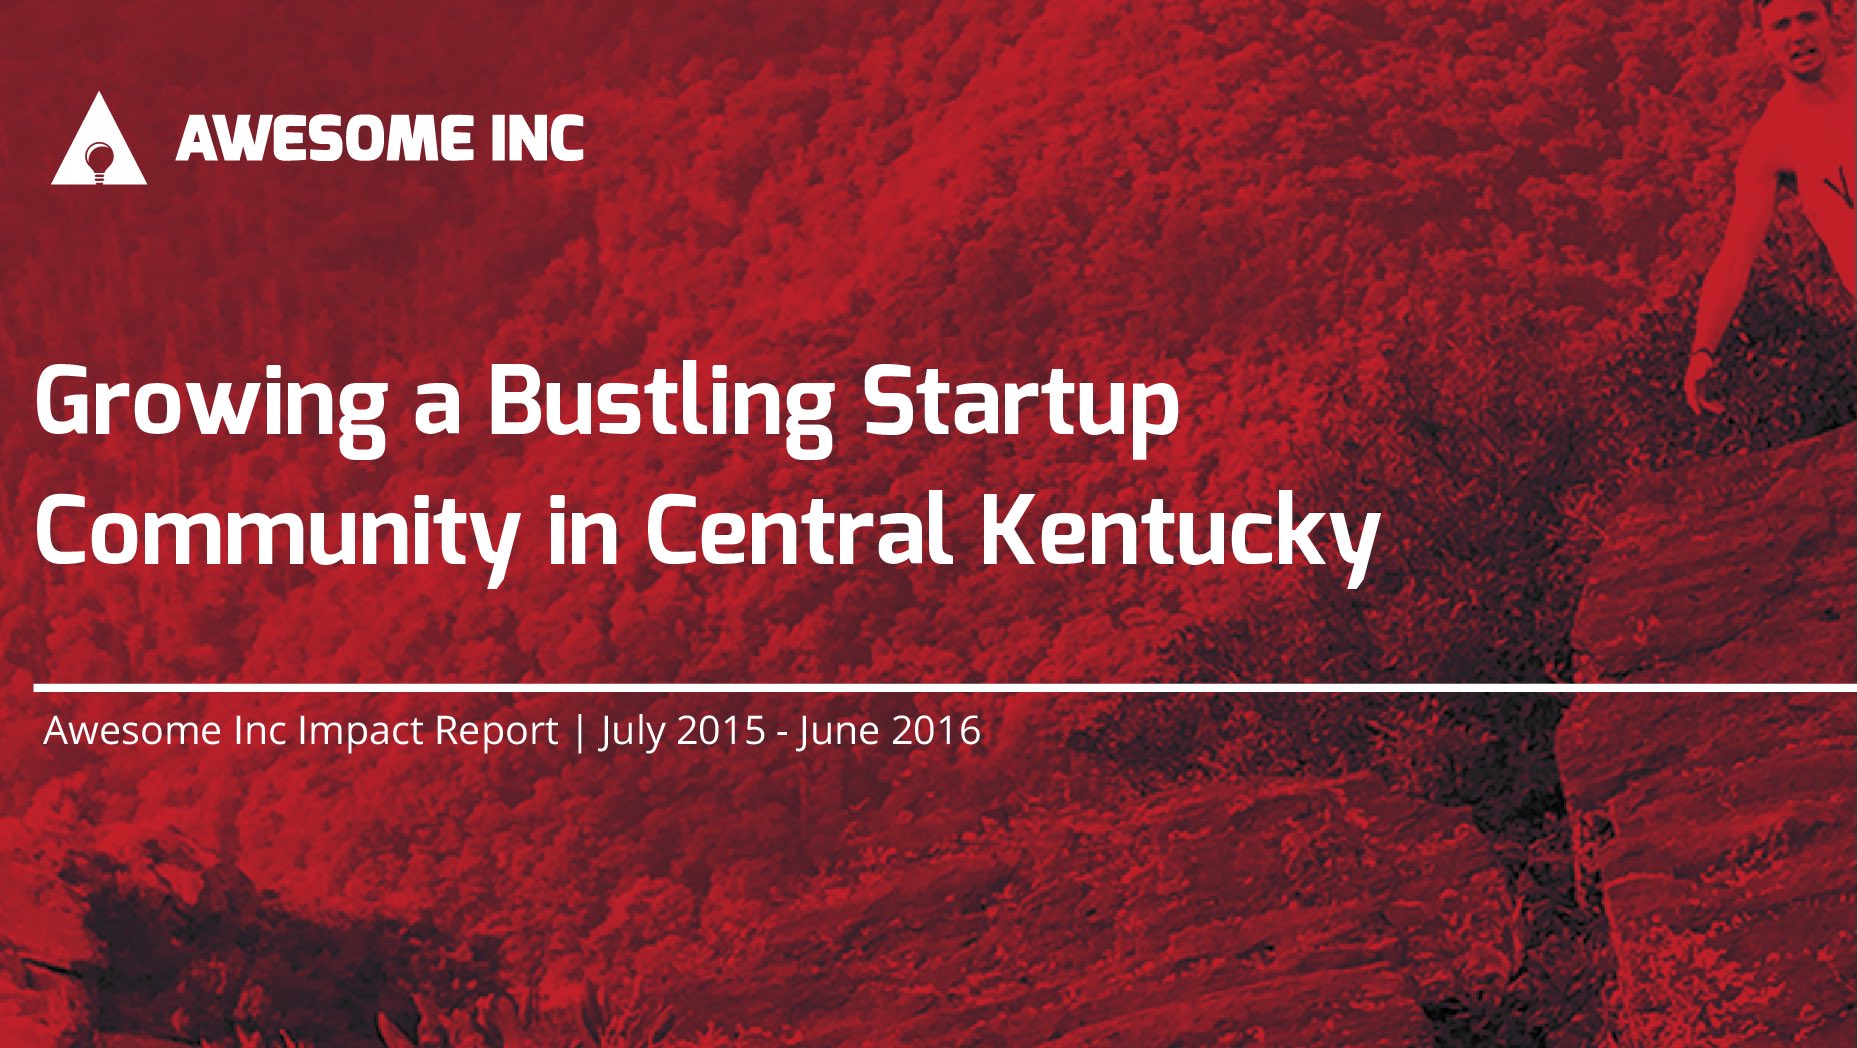 AWESOME INC
Growing a Bustling Startup
Community in Central Kentucky
Awesome Inc Impact Report | July 2015 - June 2016